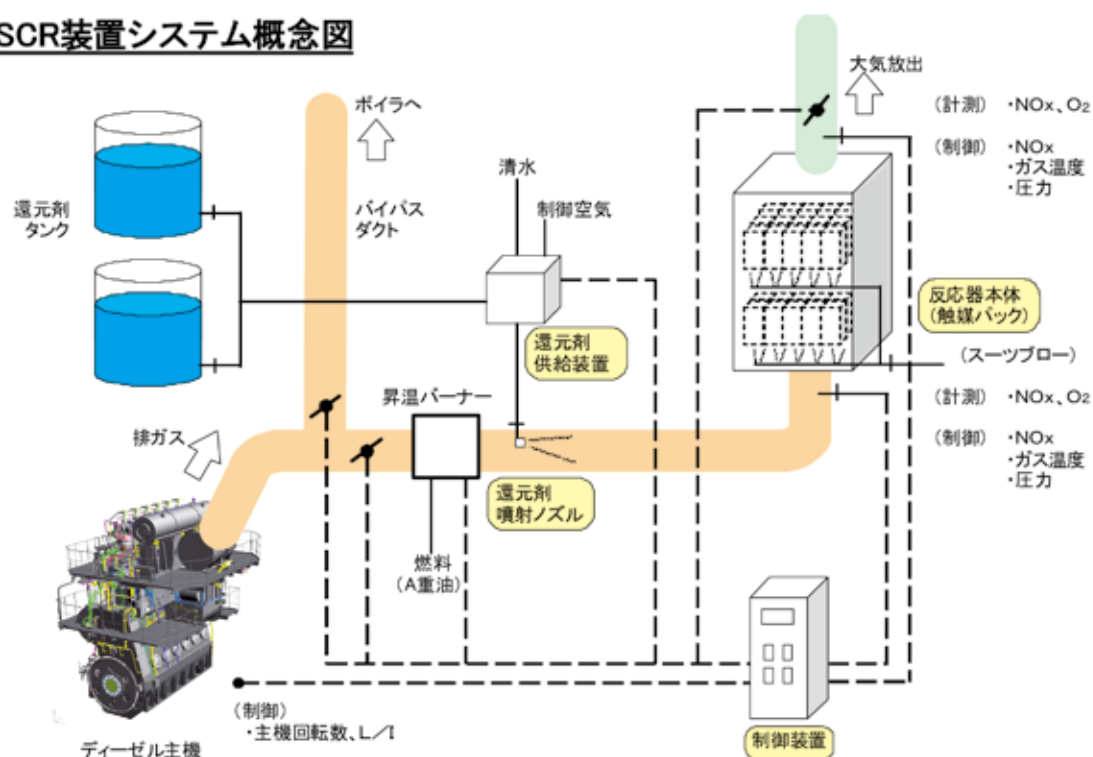 SCR装置システム概念図
大気放出
ボイラへ
(計測) ・NOx、O2
(制御) ・NOx
・ガス温度
・圧力
清水
制御空気
還元剤
タンク
バイパス
ダクト
反応器本体
(触媒パック)
還元剤
供給装置
(スーツブロー)
昇温バーナー
(計測) ・NOx、O2
(制御) ・NOx
・ガス温度
・圧力
排ガス
還元剤
噴射ノズル
燃料
(A重油)
(制御)
・主機回転数、L/I
制御装置
ディーゼル主機